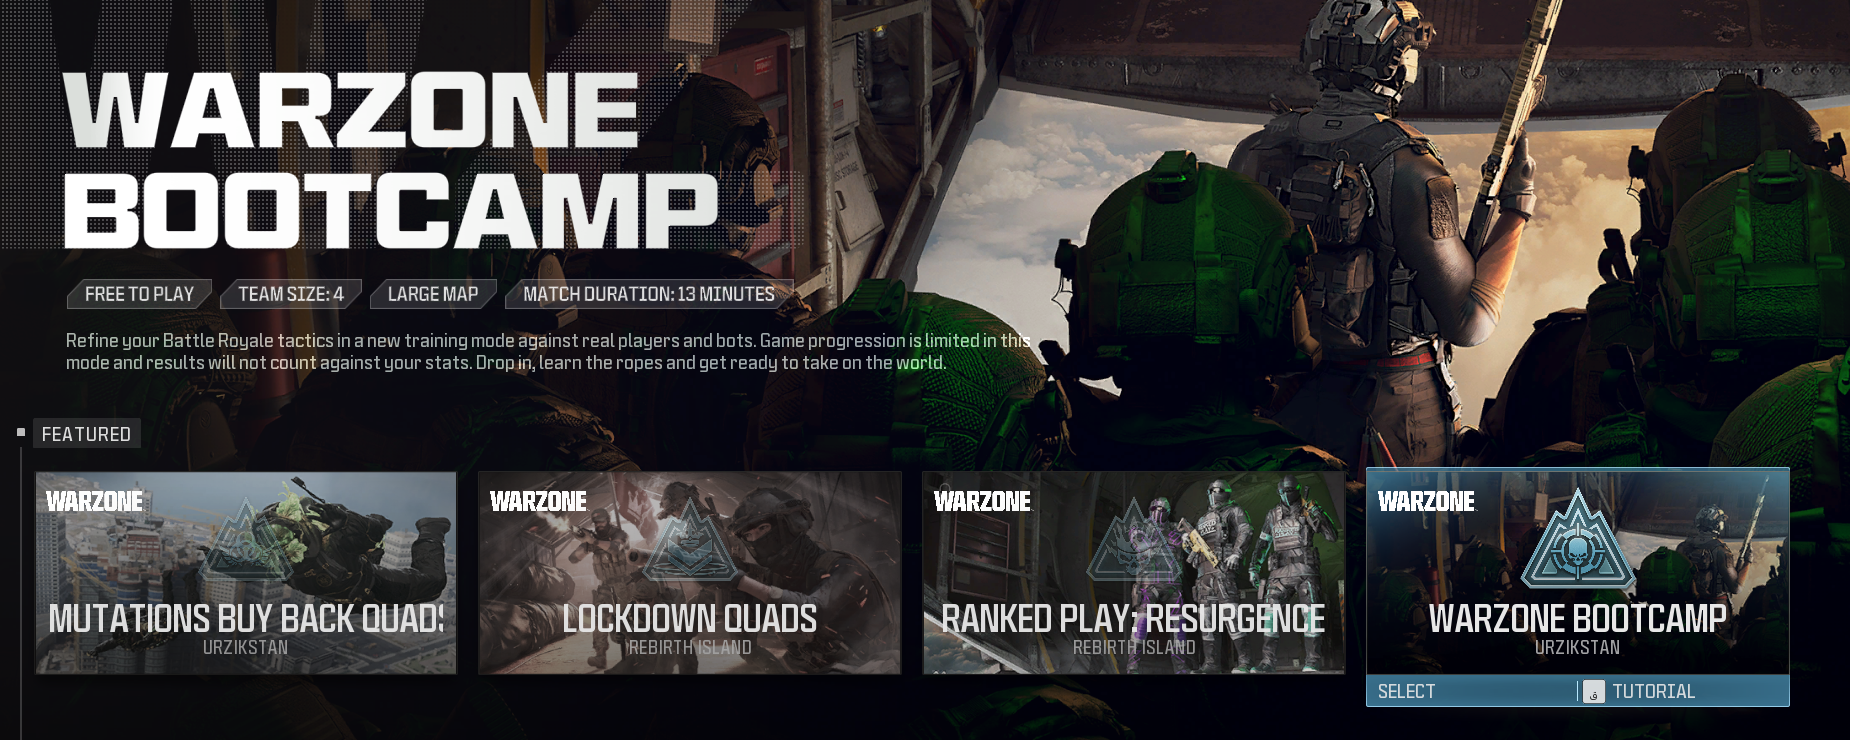 WARZONE
BOOTCAMP
FREE TO PLAY
TEAM SIZE: 4
LARGE MAP
MATCH DURATION: 13 MINUTES
Refine your Battle Royale tactics in a new training mode against real players and bots. Game progression is limited in this
mode and results will not count against your stats. Drop in, learn the ropes and get ready to take on the world.
FEATURED
WARZONE
MUTATIONS BUY BACK QUADS
URZIKSTAN
WARZONE
LOCKDOWN QUADS
REBIRTH ISLAND
WARZONE
RANKED PLAY: RESURGENCE
REBIRTH ISLAND
WARZONE
WARZONE BOOTCAMP
URZIKSTAN
SELECT
ق TUTORIAL